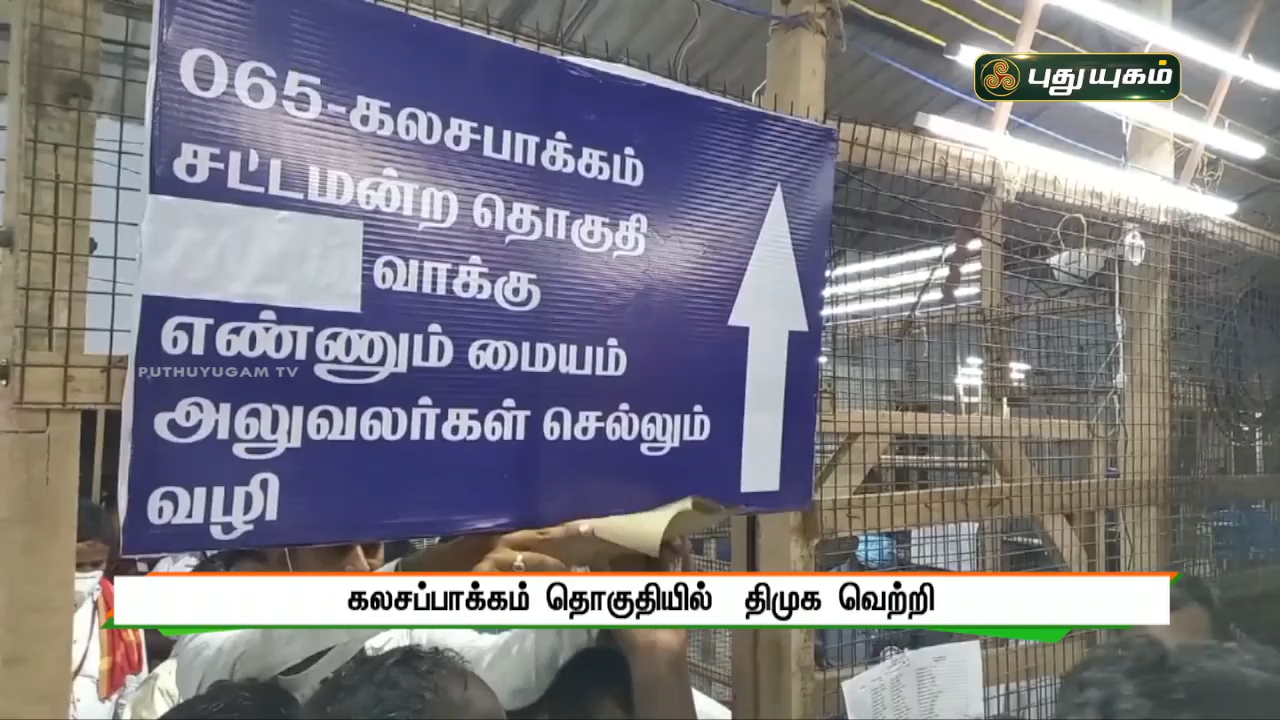 065-கலசபாக்கம்
சட்டமன்ற தொகுதி
வாக்கு
எண்ணும் மையம்
அலுவலர்கள் செல்லும்
வழி
புதுயுகம்
PUTHUYUGAM TV
கலசப்பாக்கம் தொகுதியில் திமுக வெற்றி